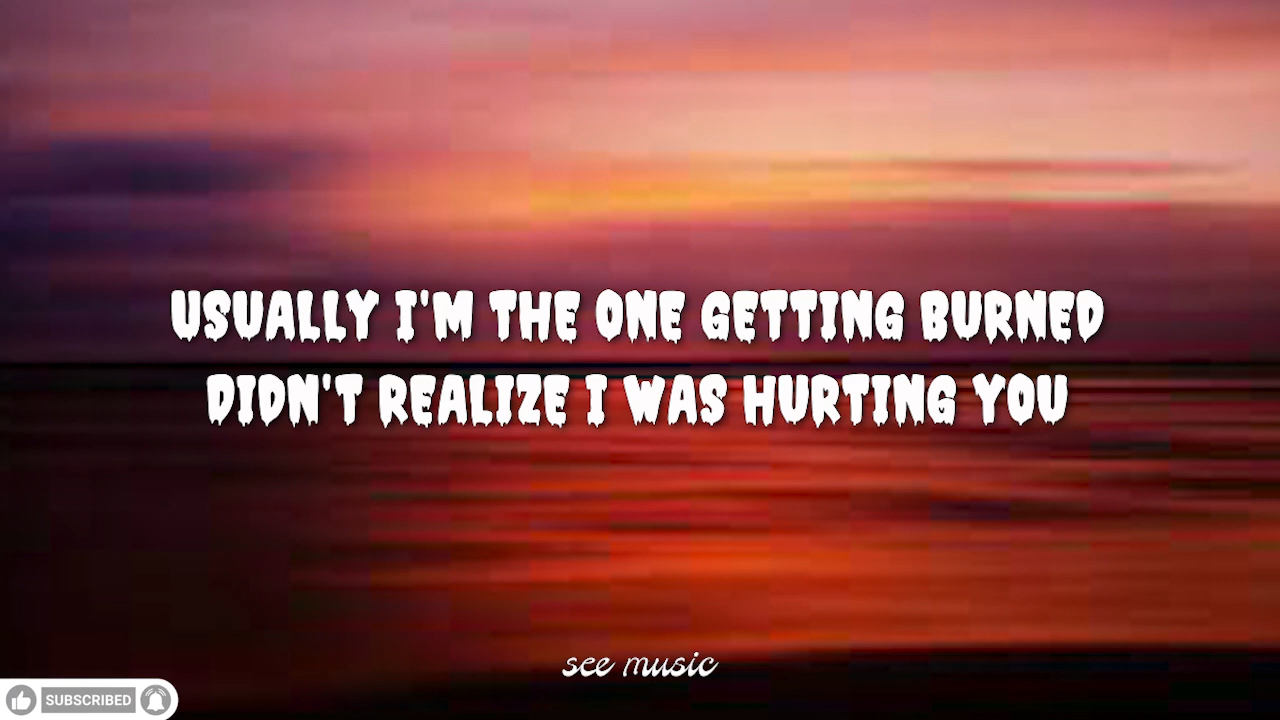 USUALLY I'M THE ONE GETTING BURNED
DIDN'T REALIZE I WAS HURTING YOU
see music
SUBSCRIBED